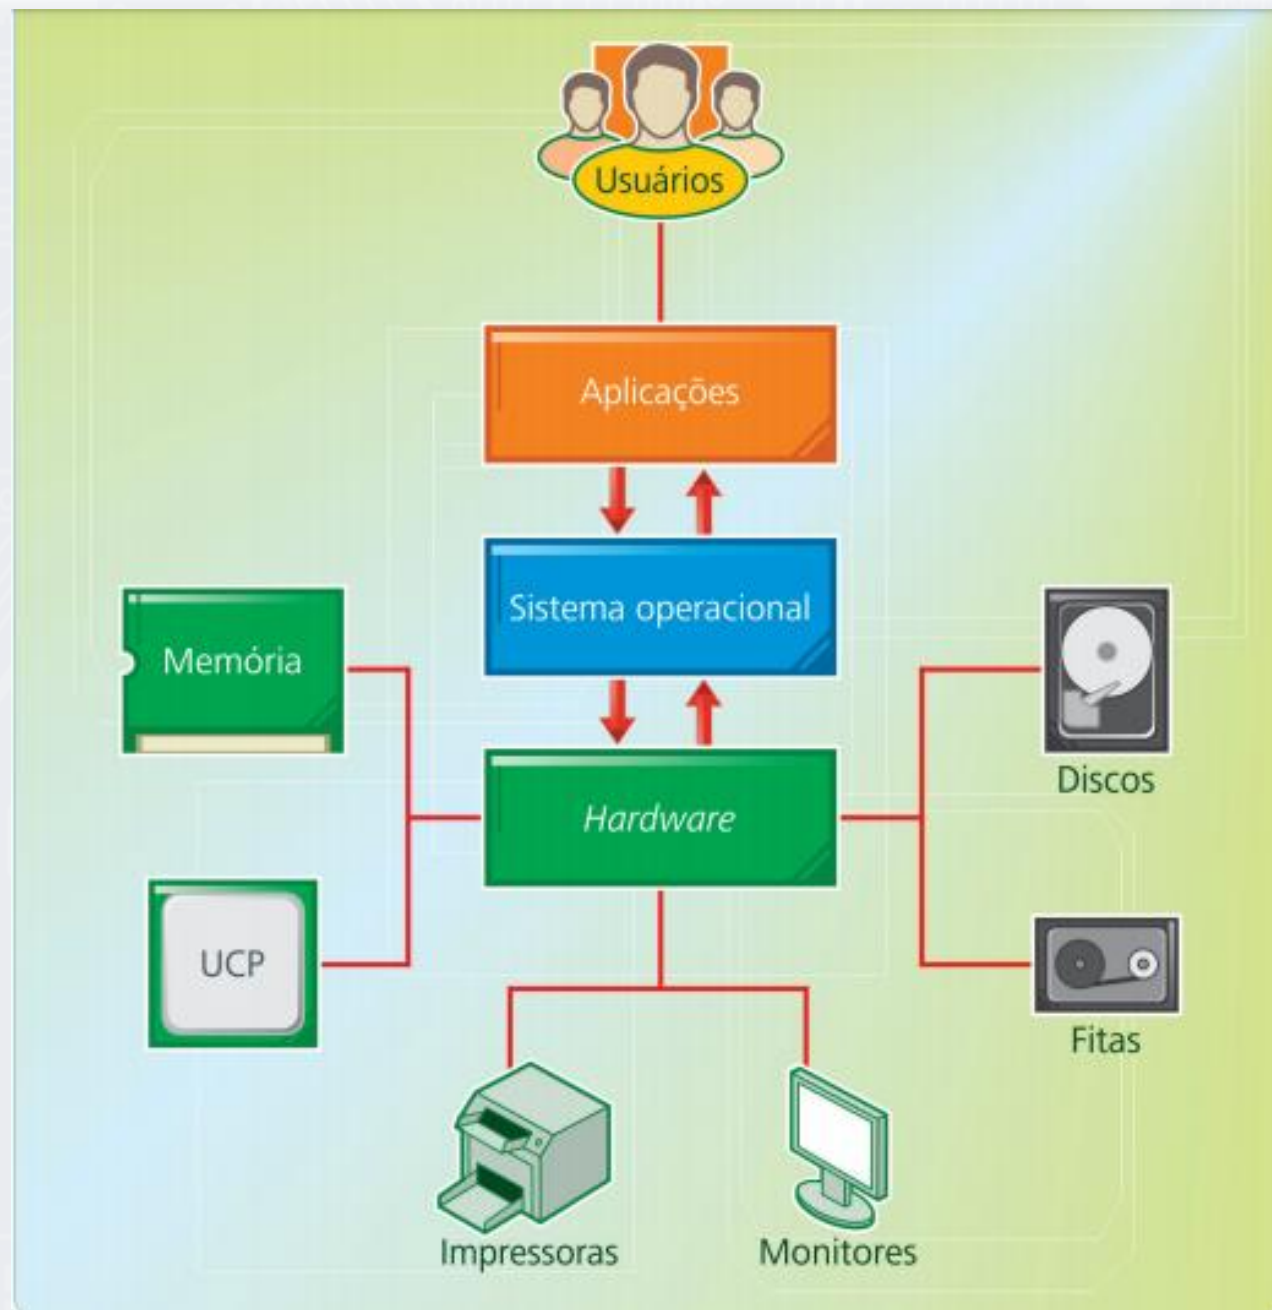 Usuários
Aplicações
Sistema operacional
Memória
Discos
Hardware
UCP
Fitas
Impressoras
Monitores